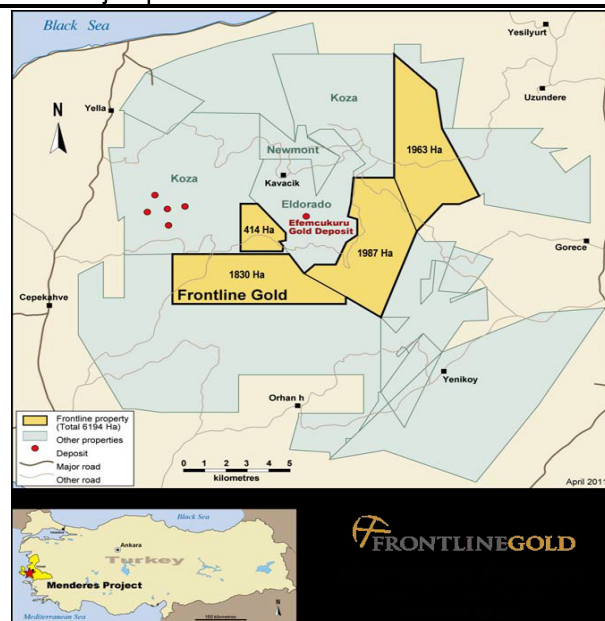 Black Sea
Yesilyurt
Koza
Uzundere
Yella
N
1963 Ha
Newmont
Koza
Kavacik
Eldorado
Efemcukuru
Gold Deposit
414 Ha
1987 Ha
Gorece
1830 Ha
Frontline Gold
Cepekahve
Yenikoy
Orhan h
Frontline property
(Total 6194 Ha)
Other properties
Deposit
Major road
Other road
0 1 2 3 4 5
kilometres
April 2011
Black Sea
Ankara
Turkey
Menderes Project
Mediterranean Sea
N
FRONTLINEGOLD